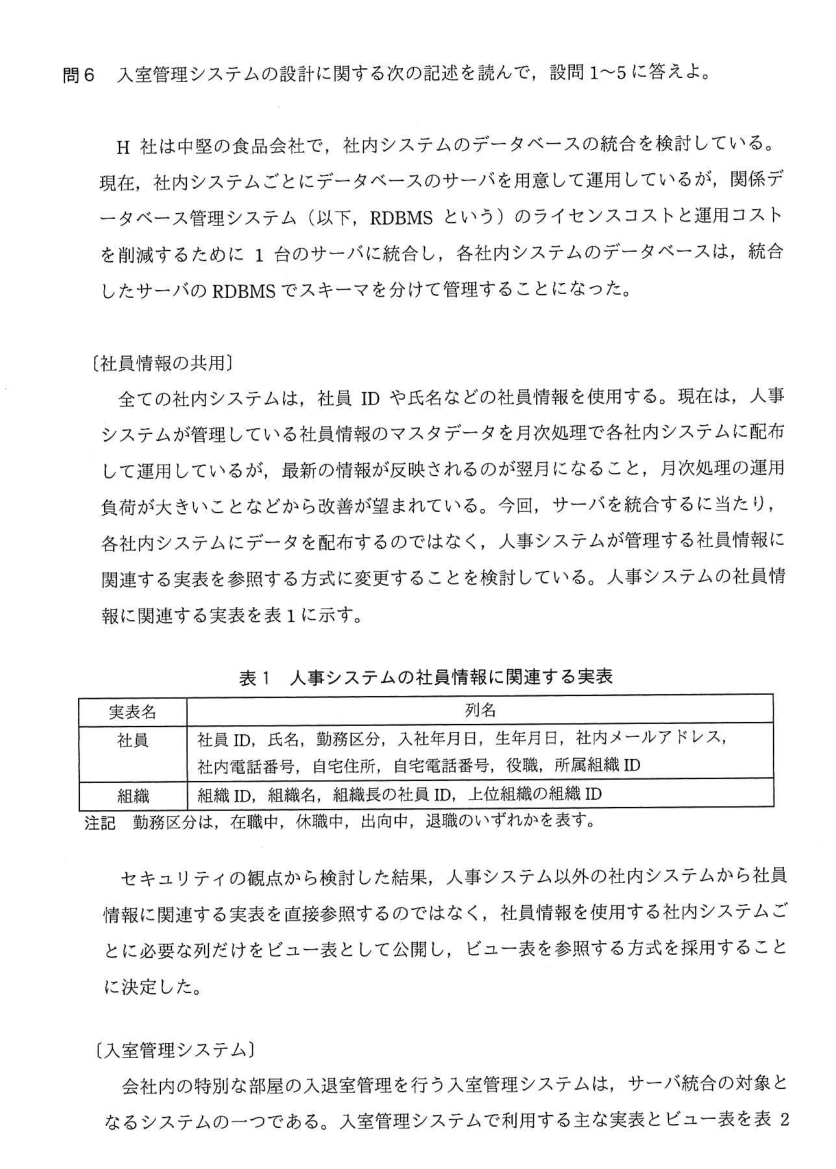 問6 入室管理システムの設計に関する次の記述を読んで，設問1～5に答えよ。
H 社は中堅の食品会社で，社内システムのデータベースの統合を検討している。
現在，社内システムごとにデータベースのサーバを用意して運用しているが，関係デ
ータベース管理システム（以下，RDBMS という）のライセンスコストと運用コスト
を削減するために 1 台のサーバに統合し，各社内システムのデータベースは，統合
したサーバの RDBMS でスキーマを分けて管理することになった。
〔社員情報の共用〕
全ての社内システムは，社員 ID や氏名などの社員情報を使用する。現在は，人事
システムが管理している社員情報のマスタデータを月次処理で各社内システムに配布
して運用しているが，最新の情報が反映されるのが翌月になること，月次処理の運用
負荷が大きいことなどから改善が望まれている。今回，サーバを統合するに当たり，
各社内システムにデータを配布するのではなく，人事システムが管理する社員情報に
関連する実表を参照する方式に変更することを検討している。人事システムの社員情
報に関連する実表を表 1 に示す。
表 1 人事システムの社員情報に関連する実表
実表名 列名
社員 社員 ID，氏名，勤務区分，入社年月日，生年月日，社内メールアドレス，
社内電話番号，自宅住所，自宅電話番号，役職，所属組織 ID
組織 組織 ID，組織名，組織長の社員 ID，上位組織の組織 ID
注記 勤務区分は，在職中，休職中，出向中，退職のいずれかを表す。
セキュリティの観点から検討した結果，人事システム以外の社内システムから社員
情報に関連する実表を直接参照するのではなく，社員情報を使用する社内システムご
とに必要な列だけをビュー表として公開し，ビュー表を参照する方式を採用すること
に決定した。
〔入室管理システム〕
会社内の特別な部屋の入退室管理を行う入室管理システムは，サーバ統合の対象と
なるシステムの一つである。入室管理システムで利用する主な実表とビュー表を表 2